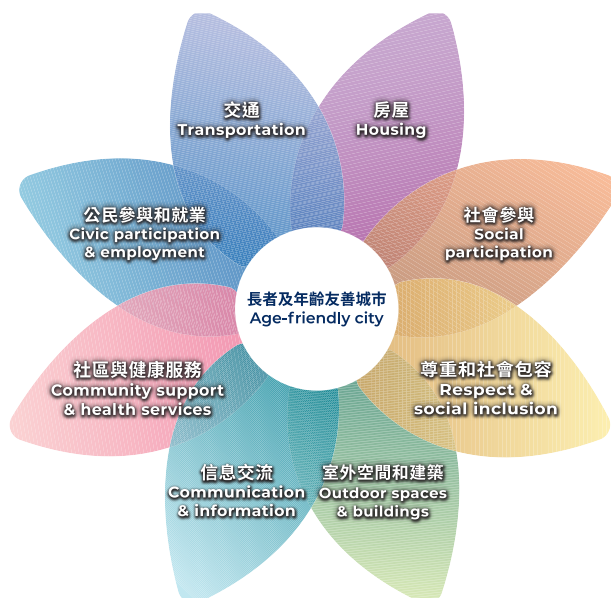 交通
Transportation
房屋
Housing
公民參與和就業
Civic participation
& employment
社會參與
Social
participation
長者及年齡友善城市
Age-friendly city
社區與健康服務
Community support
& health services
尊重和社會包容
Respect &
social inclusion
信息交流
Communication
& information
室外空間和建築
Outdoor spaces
& buildings